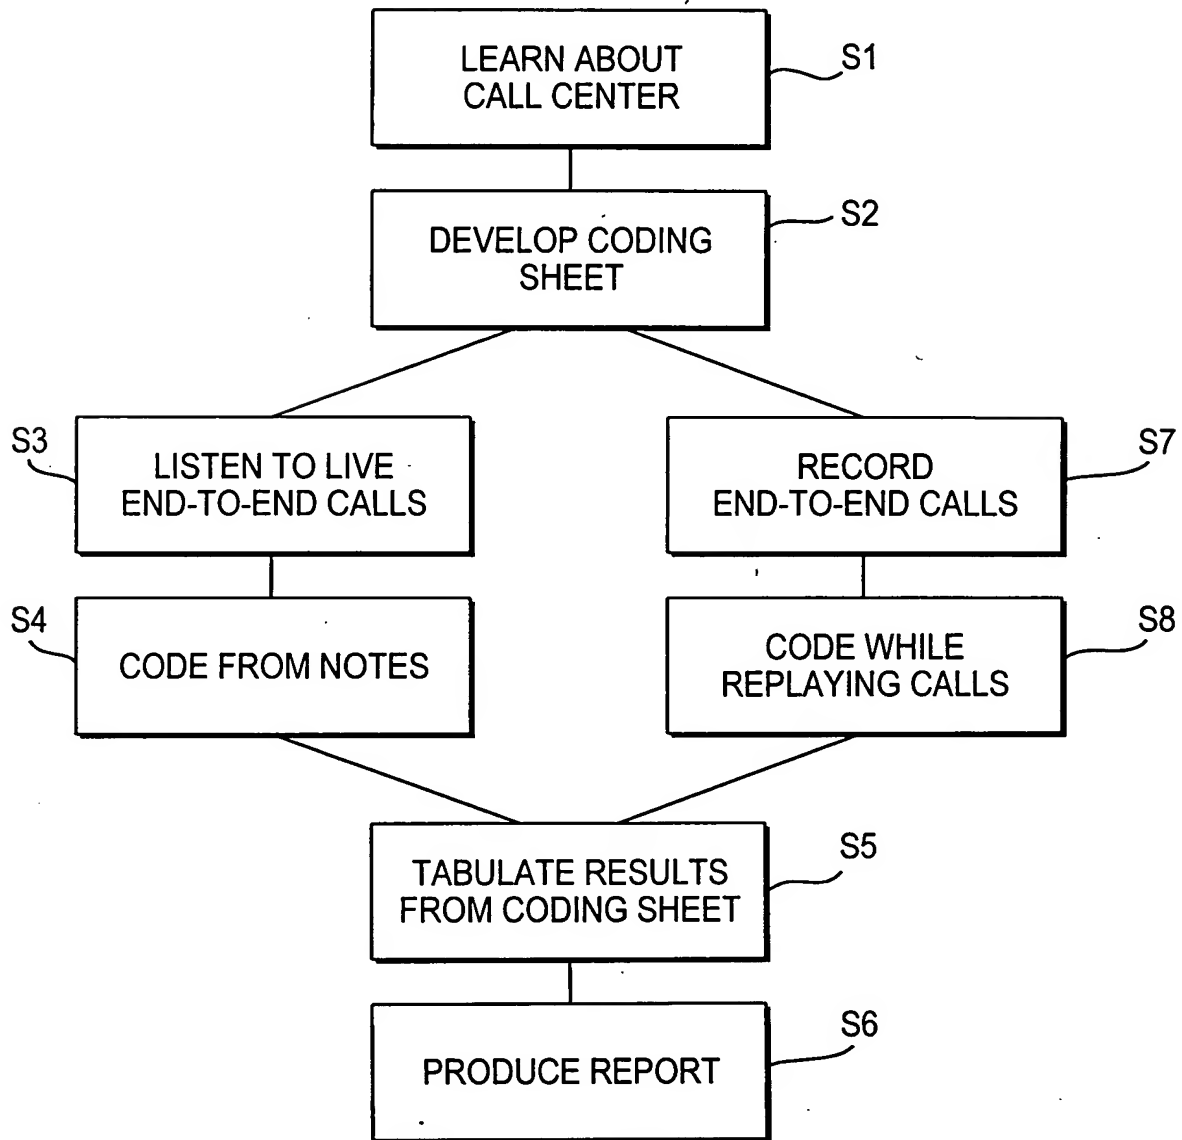 LEARN ABOUT
CALL CENTER
S1
DEVELOP CODING
SHEET
S2
S3
LISTEN TO LIVE
END-TO-END CALLS
RECORD
END-TO-END CALLS
S7
S4
CODE FROM NOTES
CODE WHILE
REPLAYING CALLS
S8
TABULATE RESULTS
FROM CODING SHEET
S5
PRODUCE REPORT
S6